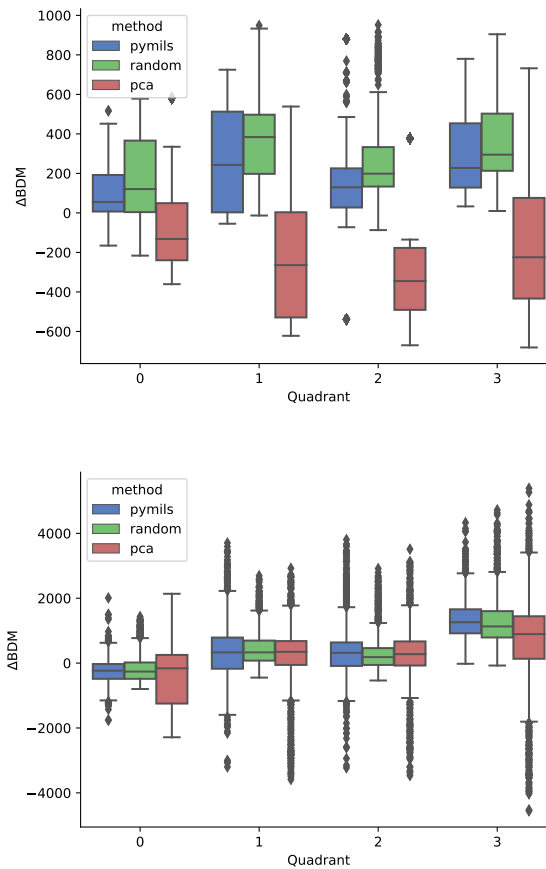 1000
800
600
400
200
0
−200
−400
−600
ΔBDM
method
pymils
random
pca
0 1 2 3
Quadrant
4000
2000
0
−2000
−4000
ΔBDM
method
pymils
random
pca
0 1 2 3
Quadrant